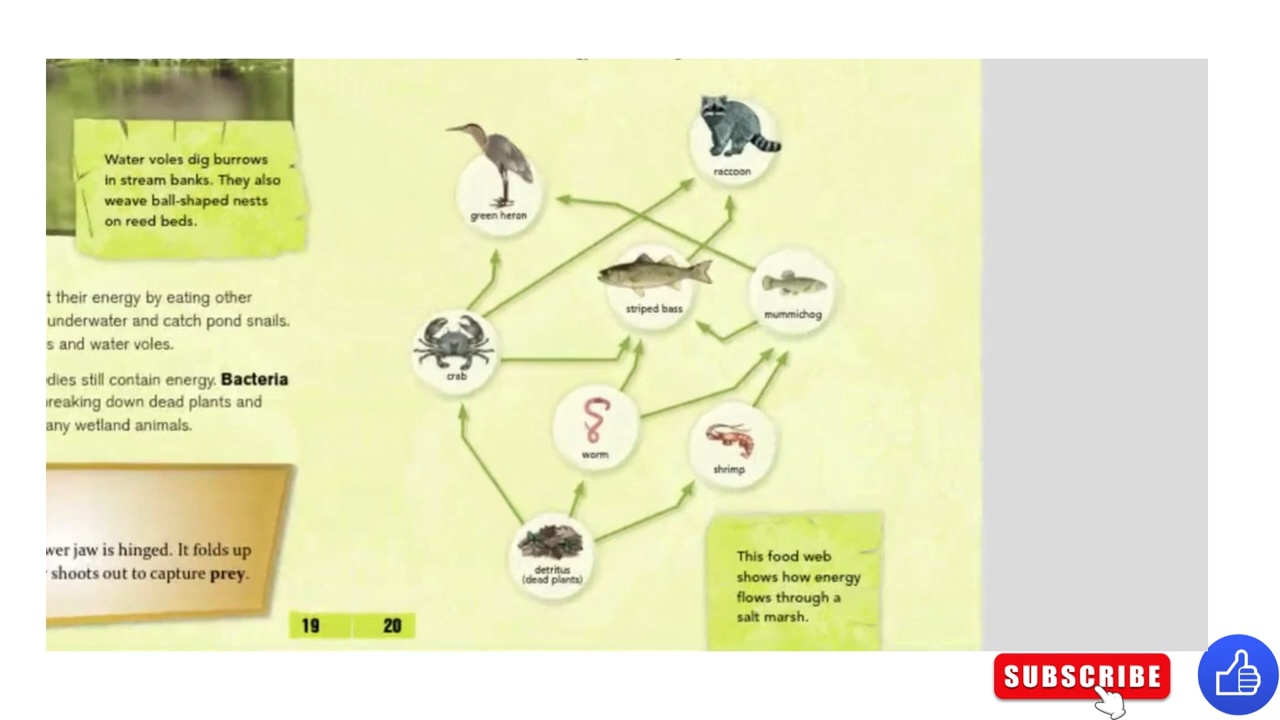 Water voles dig burrows
in stream banks. They also
weave ball-shaped nests
on reed beds.
t their energy by eating other
underwater and catch pond snails.
s and water voles.
dies still contain energy. Bacteria
reaking down dead plants and
any wetland animals.
wer jaw is hinged. It folds up
shoots out to capture prey.
19 20
raccoon
green heron
striped bass
mummichog
crab
worm
shrimp
detritus
(dead plants)
This food web
shows how energy
flows through a
salt marsh.
SUBSCRIBE